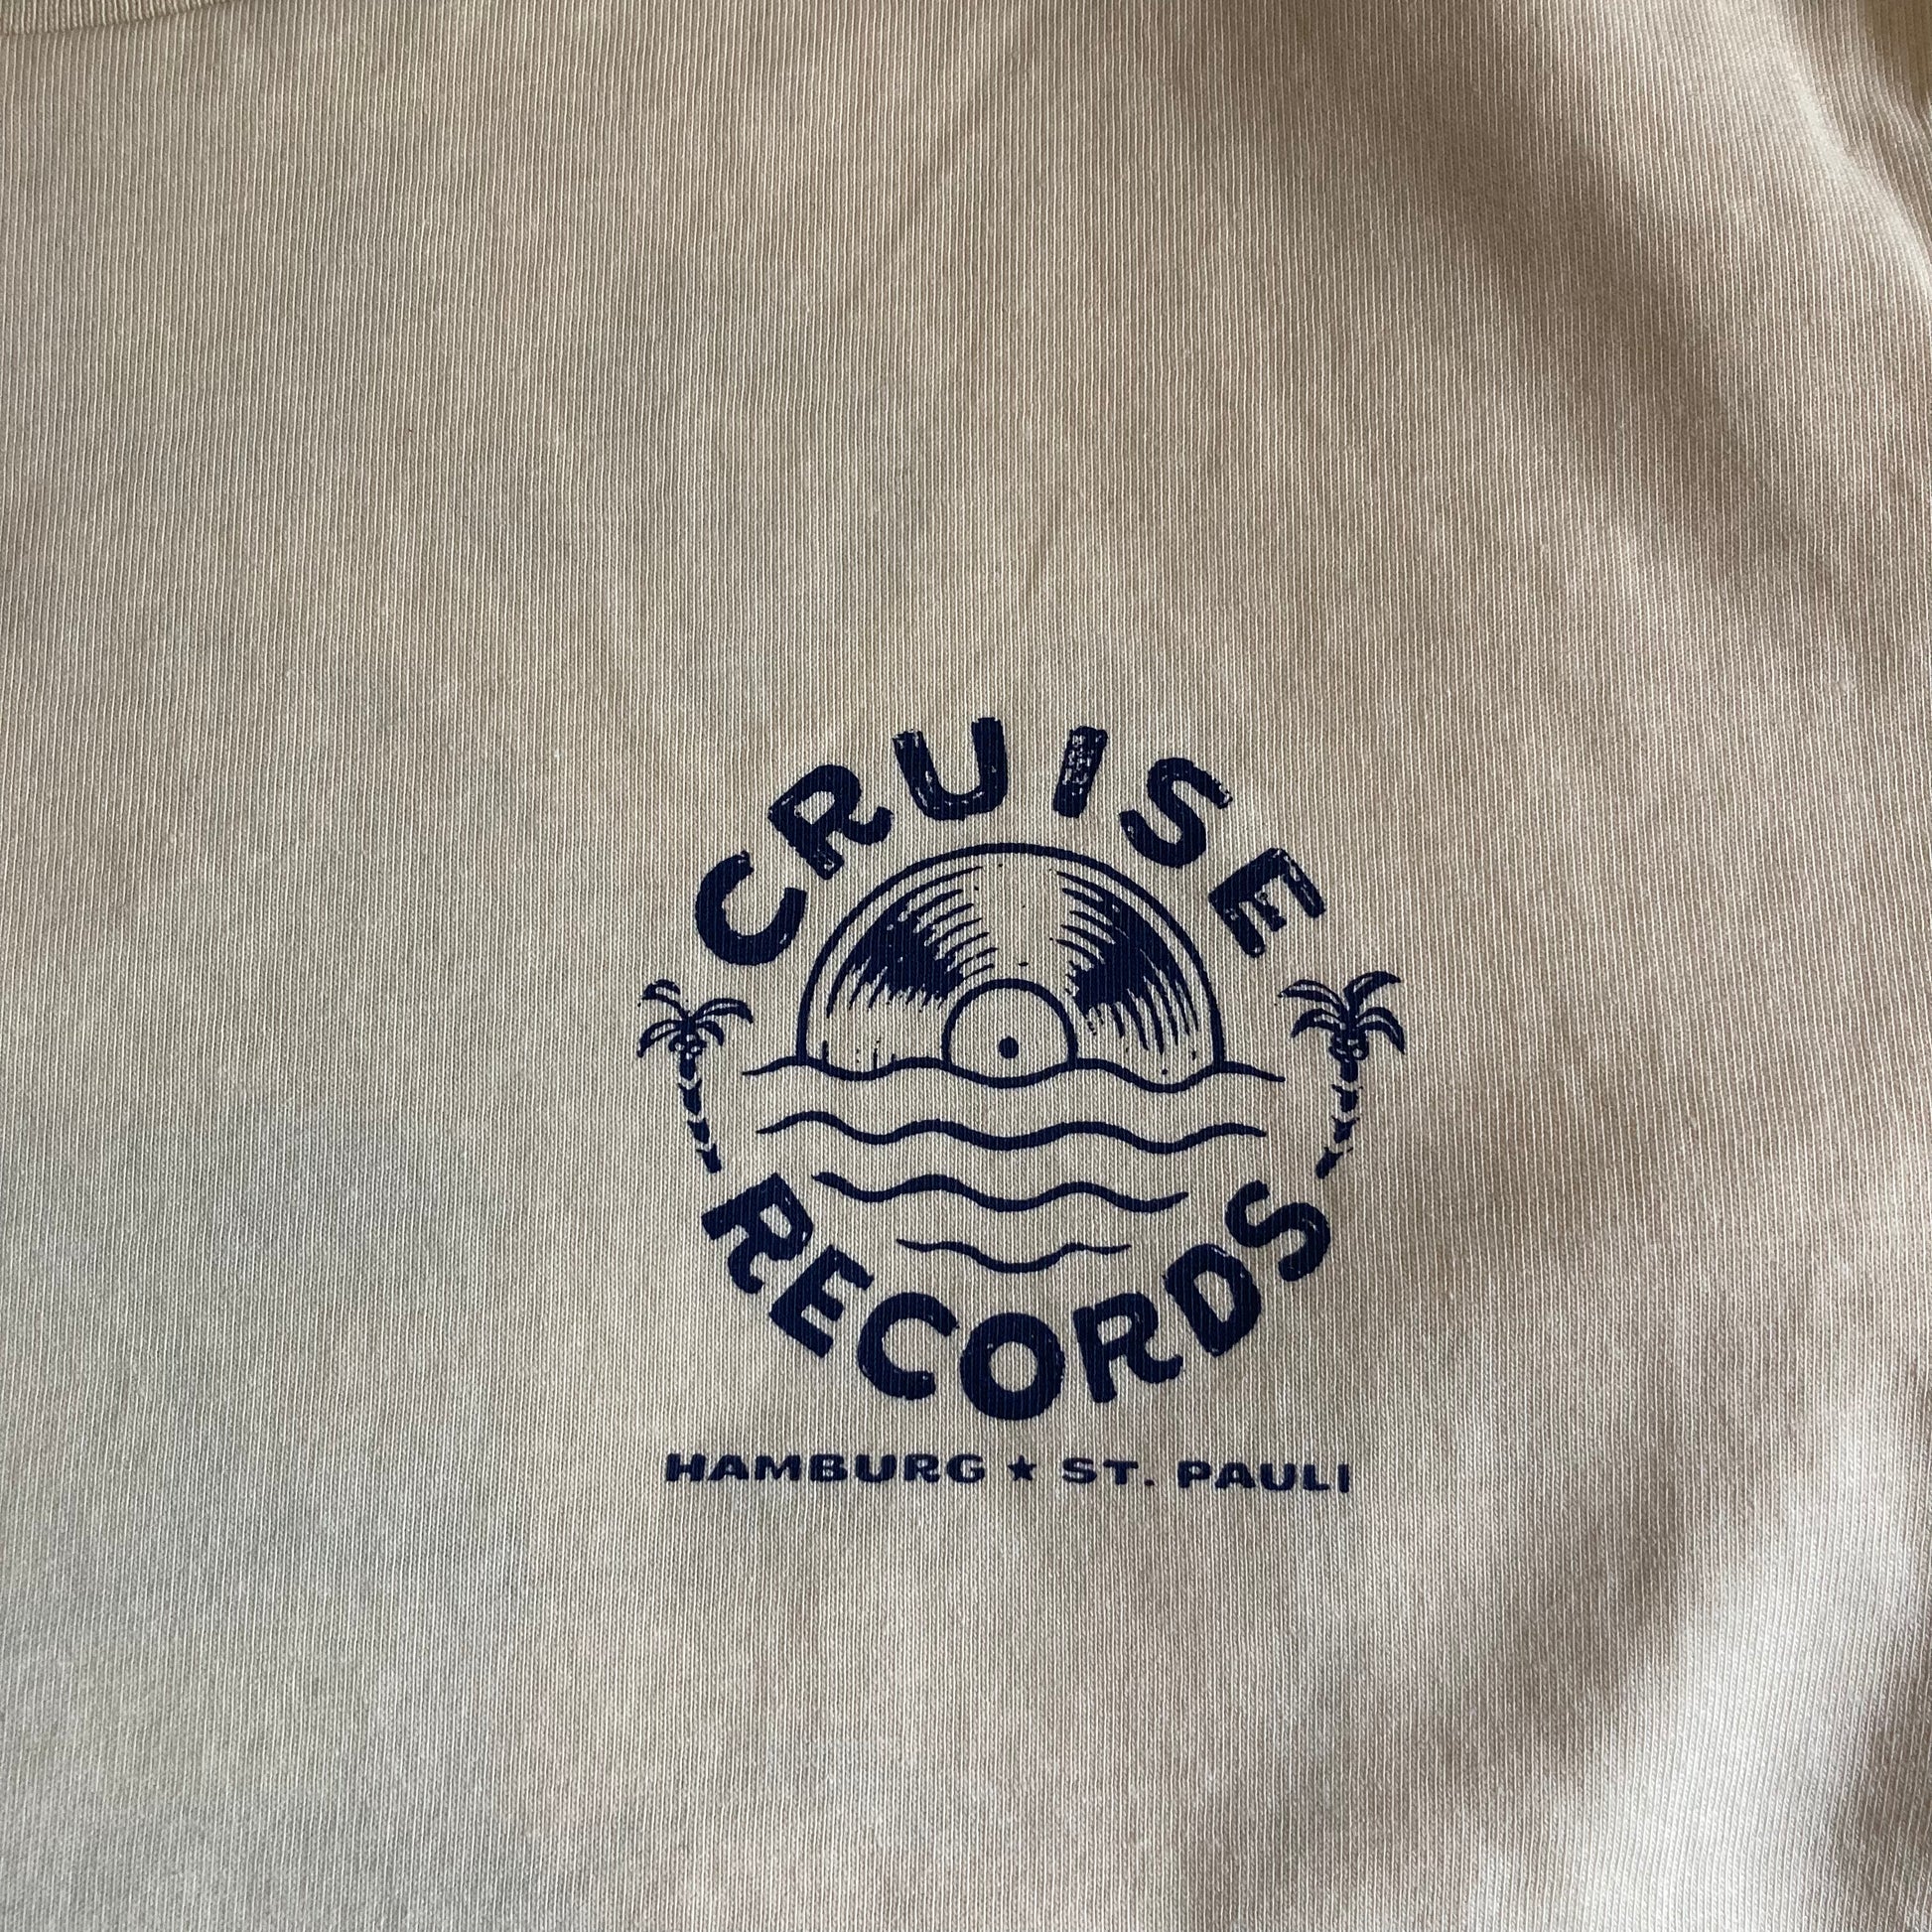 CRUISE
RECORDS
HAMBURG ★ ST. PAULI